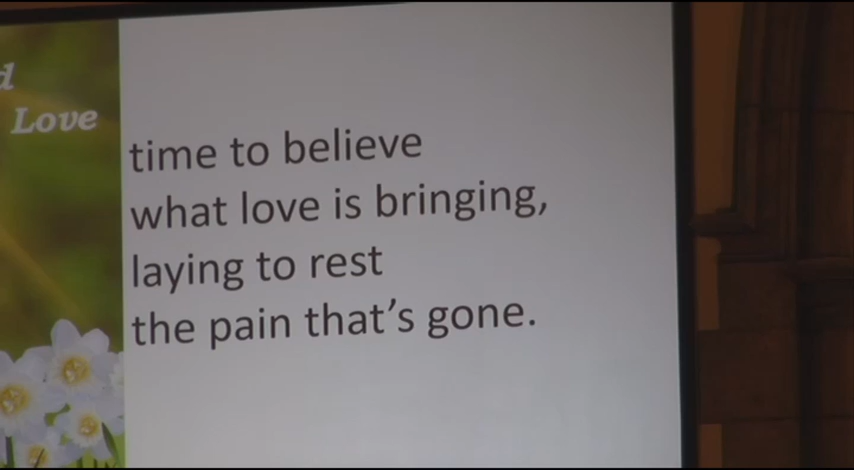 d
Love
time to believe
what love is bringing,
laying to rest
the pain that's gone.